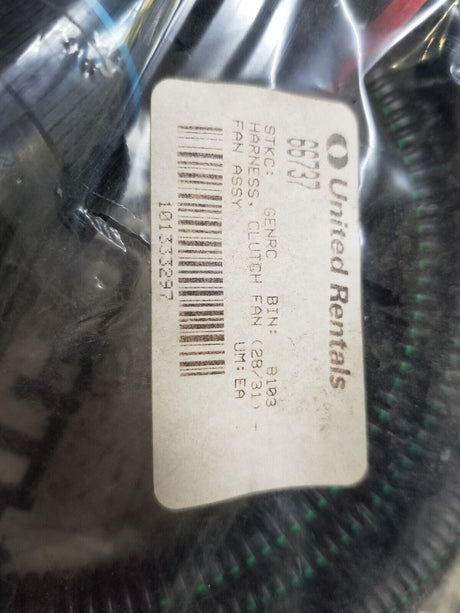 United Rentals
66737
STKC: GENRC BIN: B103
HARNESS, CLUTCH FAN (28/31) -
FAN ASSY UM:EA
101333297